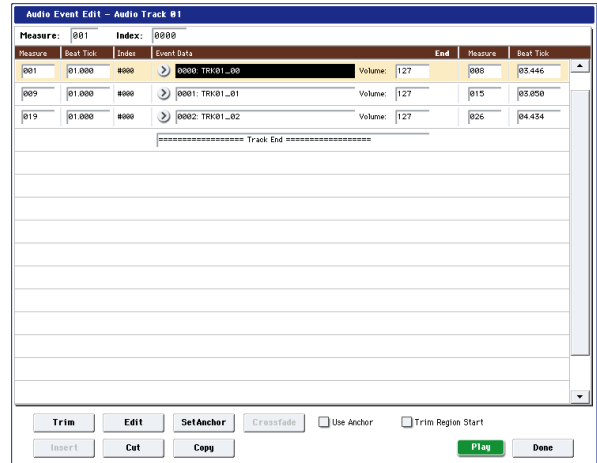 Audio Event Edit - Audio Track 01
Measure: 001 Index: 0000
Measure Beat Tick Index Event Data End Measure Beat Tick
001 01.000 #000 0000: TRK01_00 Volume: 127 008 03.446
009 01.000 #000 0001: TRK01_01 Volume: 127 015 03.050
019 01.000 #000 0002: TRK01_02 Volume: 127 026 04.434
================== Track End ==================
Trim Edit SetAnchor Crossfade Use Anchor Trim Region Start
Insert Cut Copy Play Done